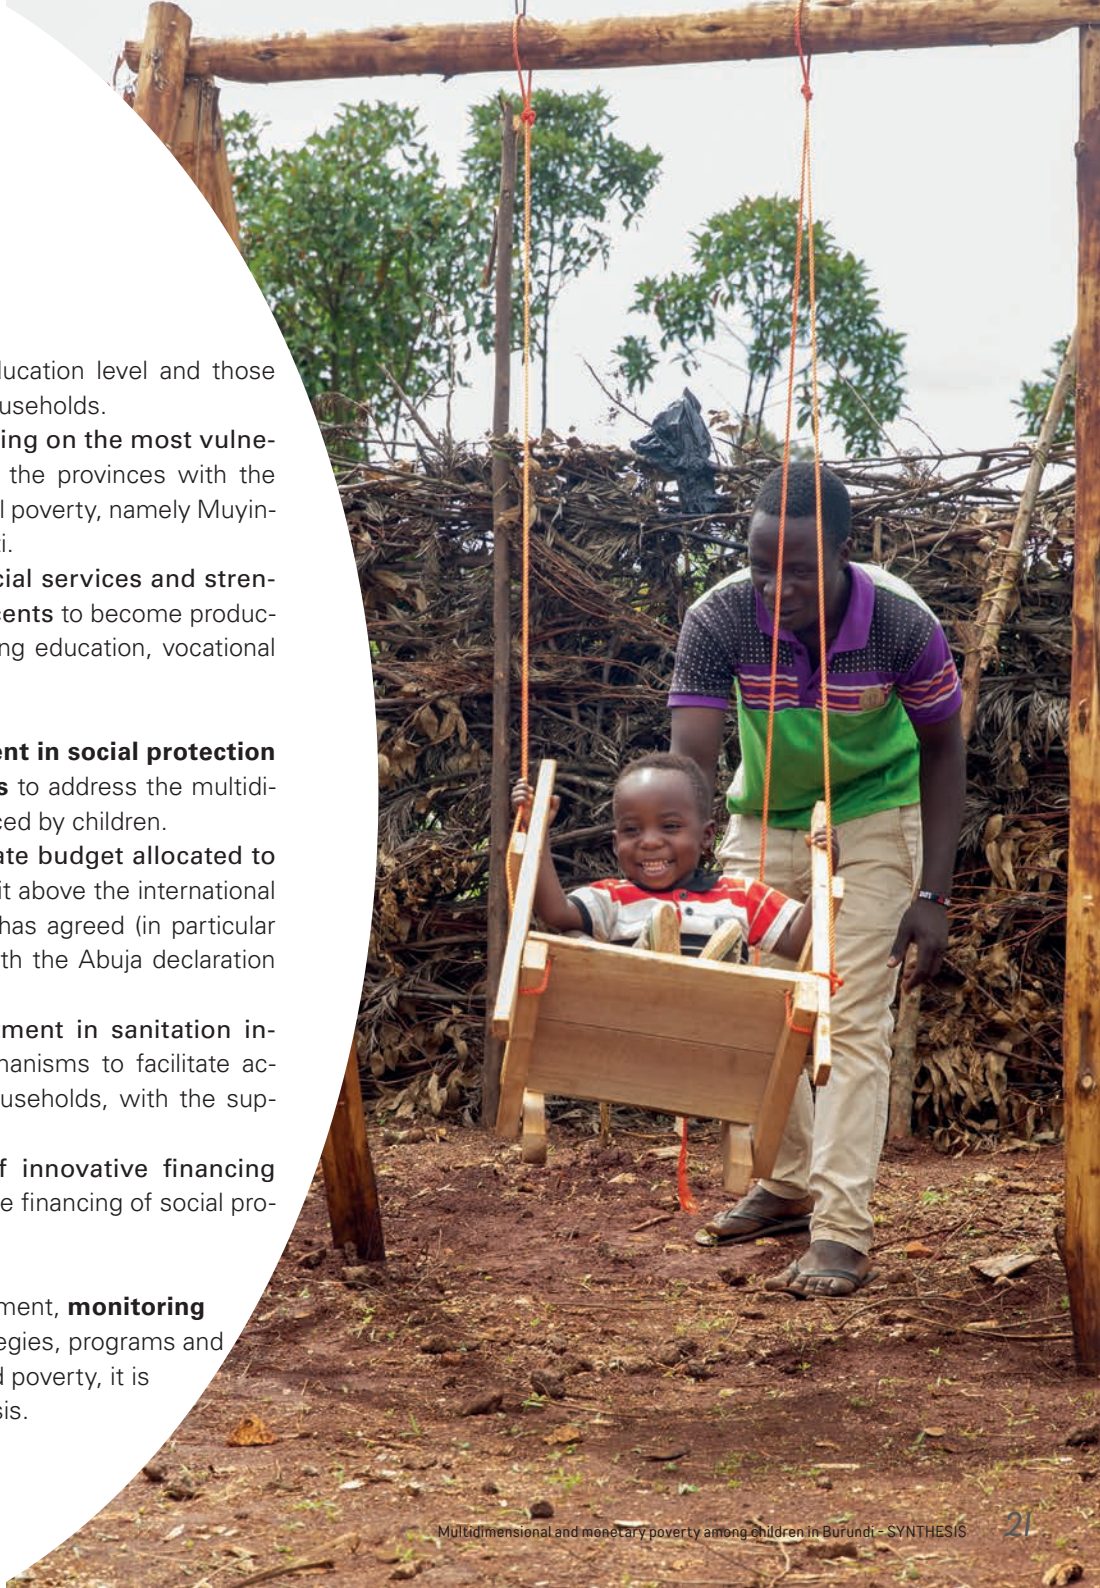 lucation level and those
useholds.
ing on the most vulne-
the provinces with the
l poverty, namely Muyin-
i.
cial services and stren-
cents to become produc-
ng education, vocational
ent in social protection
s to address the multidi-
ced by children.
ate budget allocated to
it above the international
has agreed (in particular
th the Abuja declaration
ment in sanitation in-
hanisms to facilitate ac-
useholds, with the sup-
f innovative financing
e financing of social pro-
ment, monitoring
egies, programs and
d poverty, it is
sis.
Multidimensional and monetary poverty among children in Burundi - SYNTHESIS 21